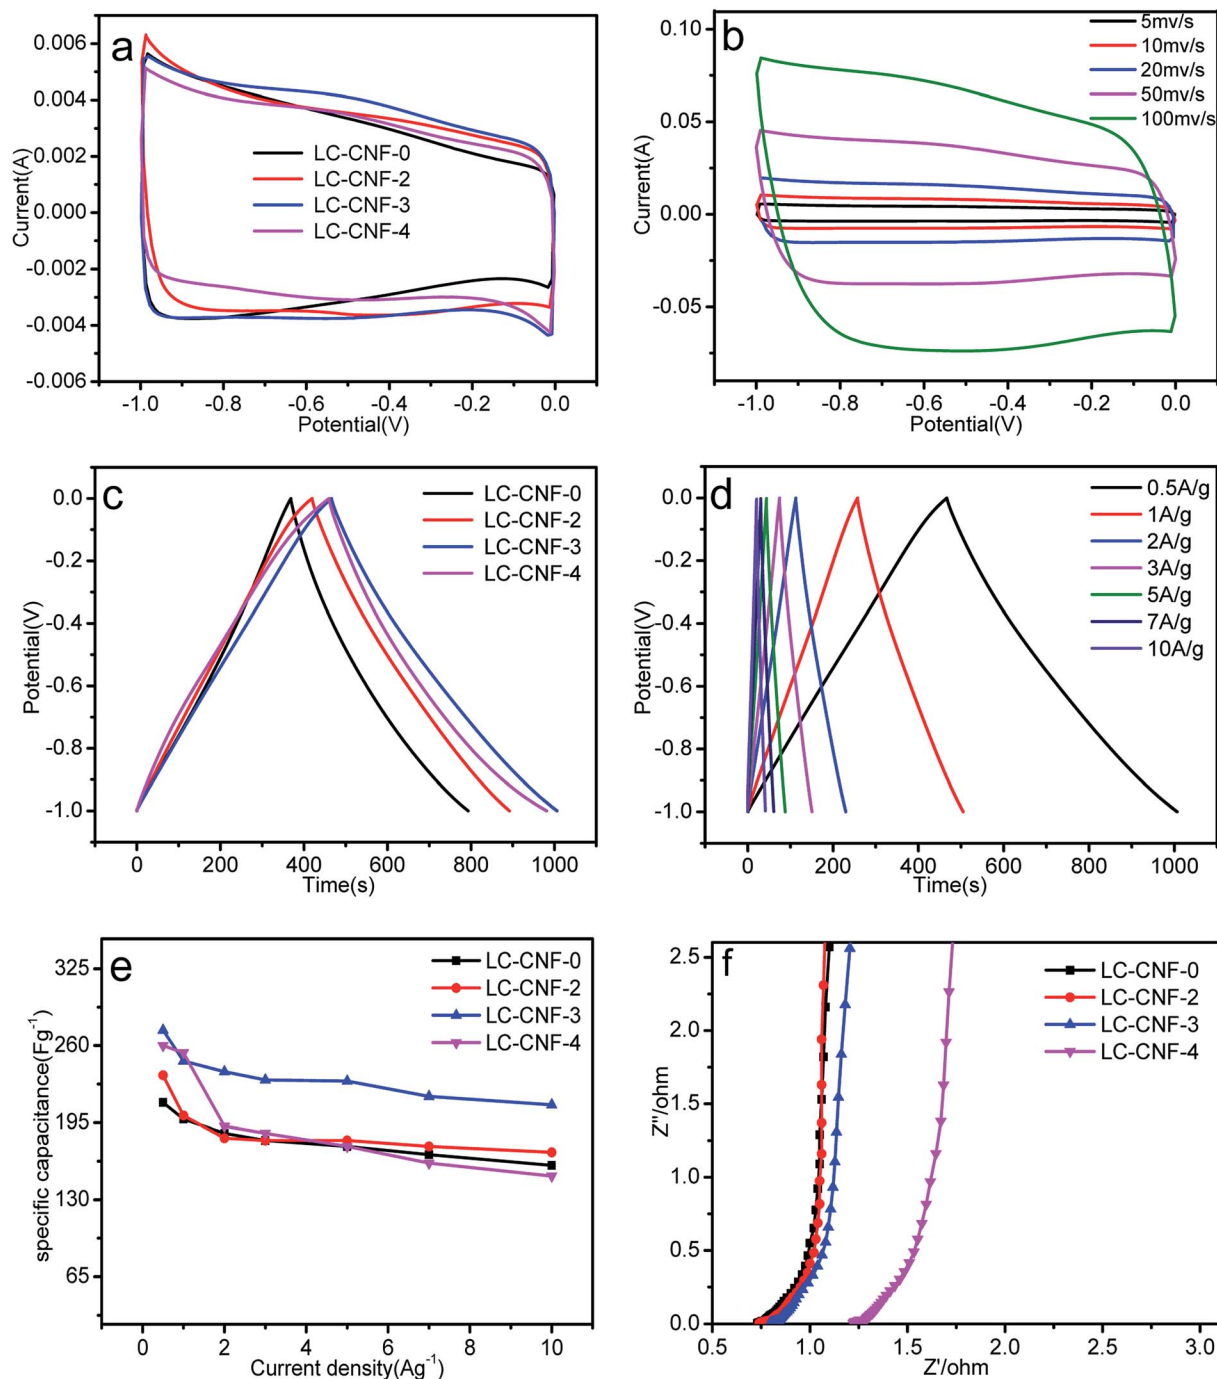 a
0.006
0.004
0.002
0.000
-0.002
-0.004
-0.006
Current(A)
LC-CNF-0
LC-CNF-2
LC-CNF-3
LC-CNF-4
-1.0 -0.8 -0.6 -0.4 -0.2 0.0
Potential(V)
b
0.10
0.05
0.00
-0.05
Current(A)
5mv/s
10mv/s
20mv/s
50mv/s
100mv/s
-1.0 -0.8 -0.6 -0.4 -0.2 0.0
Potential(V)
c
0.0
-0.2
-0.4
-0.6
-0.8
-1.0
Potential(V)
LC-CNF-0
LC-CNF-2
LC-CNF-3
LC-CNF-4
0 200 400 600 800 1000
Time(s)
d
0.0
-0.2
-0.4
-0.6
-0.8
-1.0
Potential(V)
0.5A/g
1A/g
2A/g
3A/g
5A/g
7A/g
10A/g
0 200 400 600 800 1000
Time(s)
e
325
260
195
130
65
specific capacitance(Fg⁻¹)
LC-CNF-0
LC-CNF-2
LC-CNF-3
LC-CNF-4
0 2 4 6 8 10
Current density(Ag⁻¹)
f
2.5
2.0
1.5
1.0
0.5
0.0
Z''/ohm
LC-CNF-0
LC-CNF-2
LC-CNF-3
LC-CNF-4
0.5 1.0 1.5 2.0 2.5 3.0
Z'/ohm